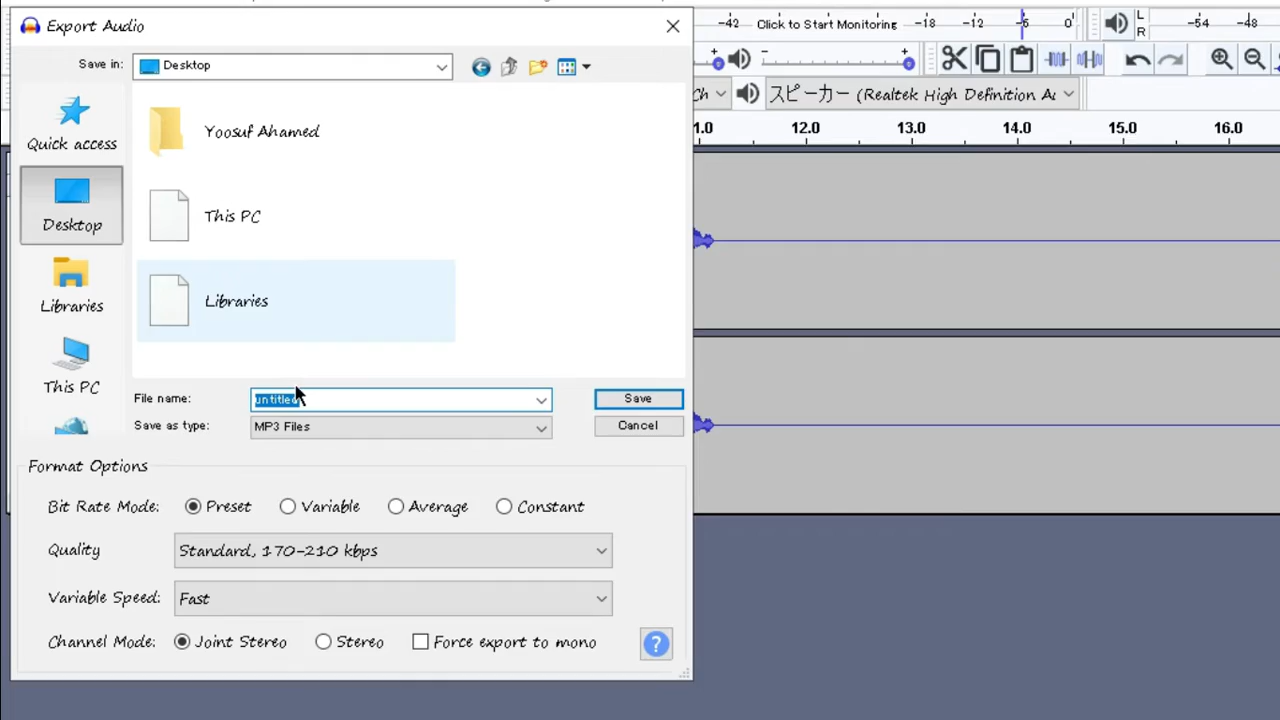 Export Audio
Save in:
Desktop
Quick access
Desktop
Libraries
This PC
Yoosuf Ahamed
This PC
Libraries
File name:
untitled
Save
Save as type:
MP3 Files
Cancel
Format Options
Bit Rate Mode:
Preset
Variable
Average
Constant
Quality
Standard, 170-210 kbps
Variable Speed:
Fast
Channel Mode:
Joint Stereo
Stereo
Force export to mono
?
-42 Click to Start Monitoring -18 -12 -6 0
L
R
-54 -48
- +
スピーカー (Realtek High Definition Au
12.0 13.0 14.0 15.0 16.0